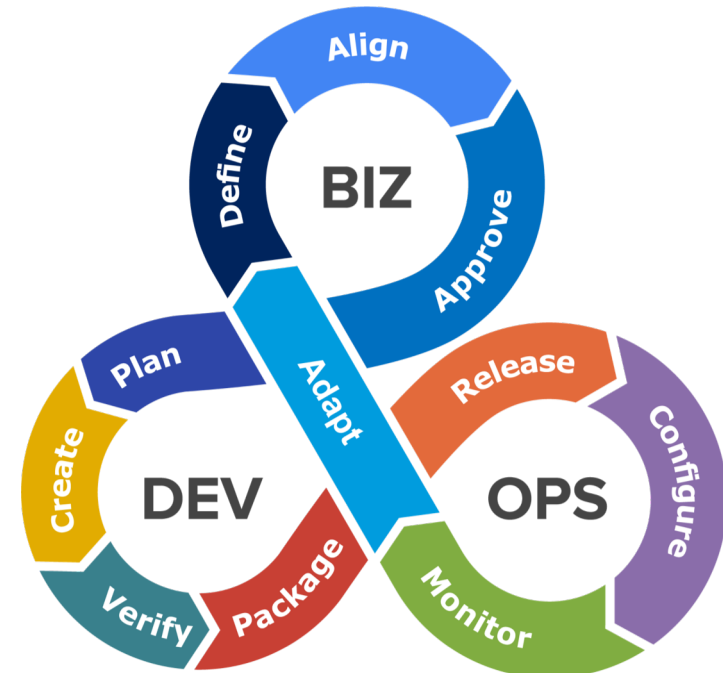 Align
Define
BIZ
Approve
Adapt
Plan
Create
DEV
Verify
Package
Release
OPS
Configure
Monitor